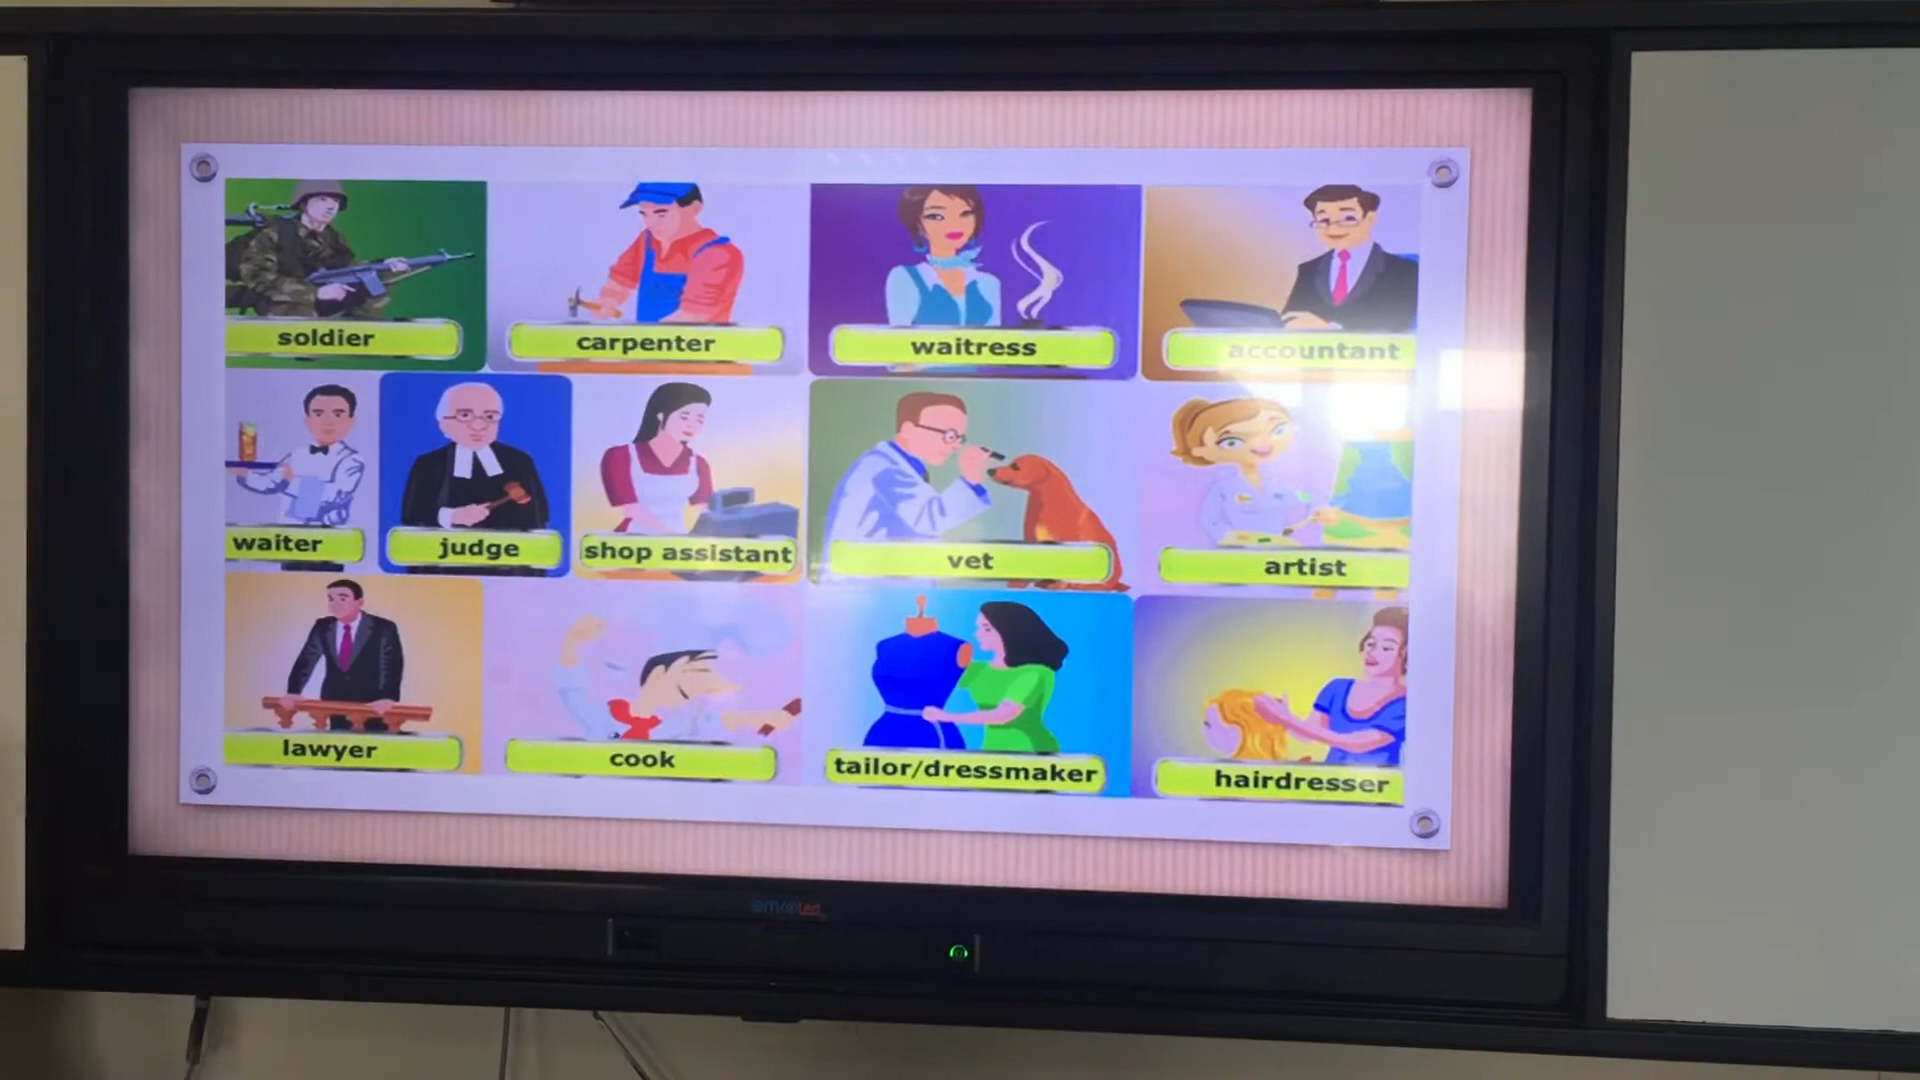 soldier
carpenter
waitress
accountant
waiter
judge
shop assistant
vet
artist
lawyer
cook
tailor/dressmaker
hairdresser